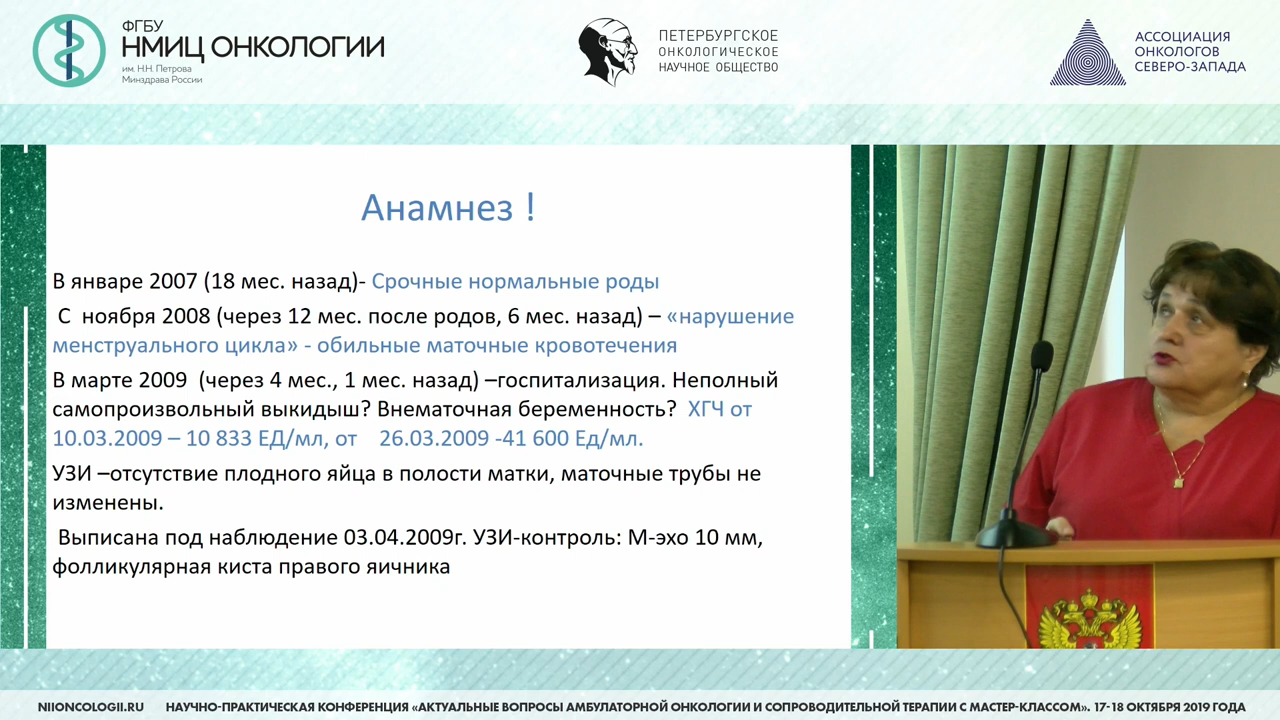 ФГБУ
НМИЦ ОНКОЛОГИИ
им. Н.Н. Петрова
Минздрава России
ПЕТЕРБУРГСКОЕ
ОНКОЛОГИЧЕСКОЕ
НАУЧНОЕ ОБЩЕСТВО
АССОЦИАЦИЯ
ОНКОЛОГОВ
СЕВЕРО-ЗАПАДА
Анамнез !
В январе 2007 (18 мес. назад)- Срочные нормальные роды
С ноября 2008 (через 12 мес. после родов, 6 мес. назад) – «нарушение
менструального цикла» - обильные маточные кровотечения
В марте 2009 (через 4 мес., 1 мес. назад) –госпитализация. Неполный
самопроизвольный выкидыш? Внематочная беременность? ХГЧ от
10.03.2009 – 10 833 ЕД/мл, от 26.03.2009 -41 600 Ед/мл.
УЗИ –отсутствие плодного яйца в полости матки, маточные трубы не
изменены.
Выписана под наблюдение 03.04.2009г. УЗИ-контроль: М-эхо 10 мм,
фолликулярная киста правого яичника
NIIONCOLOGII.RU НАУЧНО-ПРАКТИЧЕСКАЯ КОНФЕРЕНЦИЯ «АКТУАЛЬНЫЕ ВОПРОСЫ АМБУЛАТОРНОЙ ОНКОЛОГИИ И СОПРОВОДИТЕЛЬНОЙ ТЕРАПИИ С МАСТЕР-КЛАССОМ». 17-18 ОКТЯБРЯ 2019 ГОДА